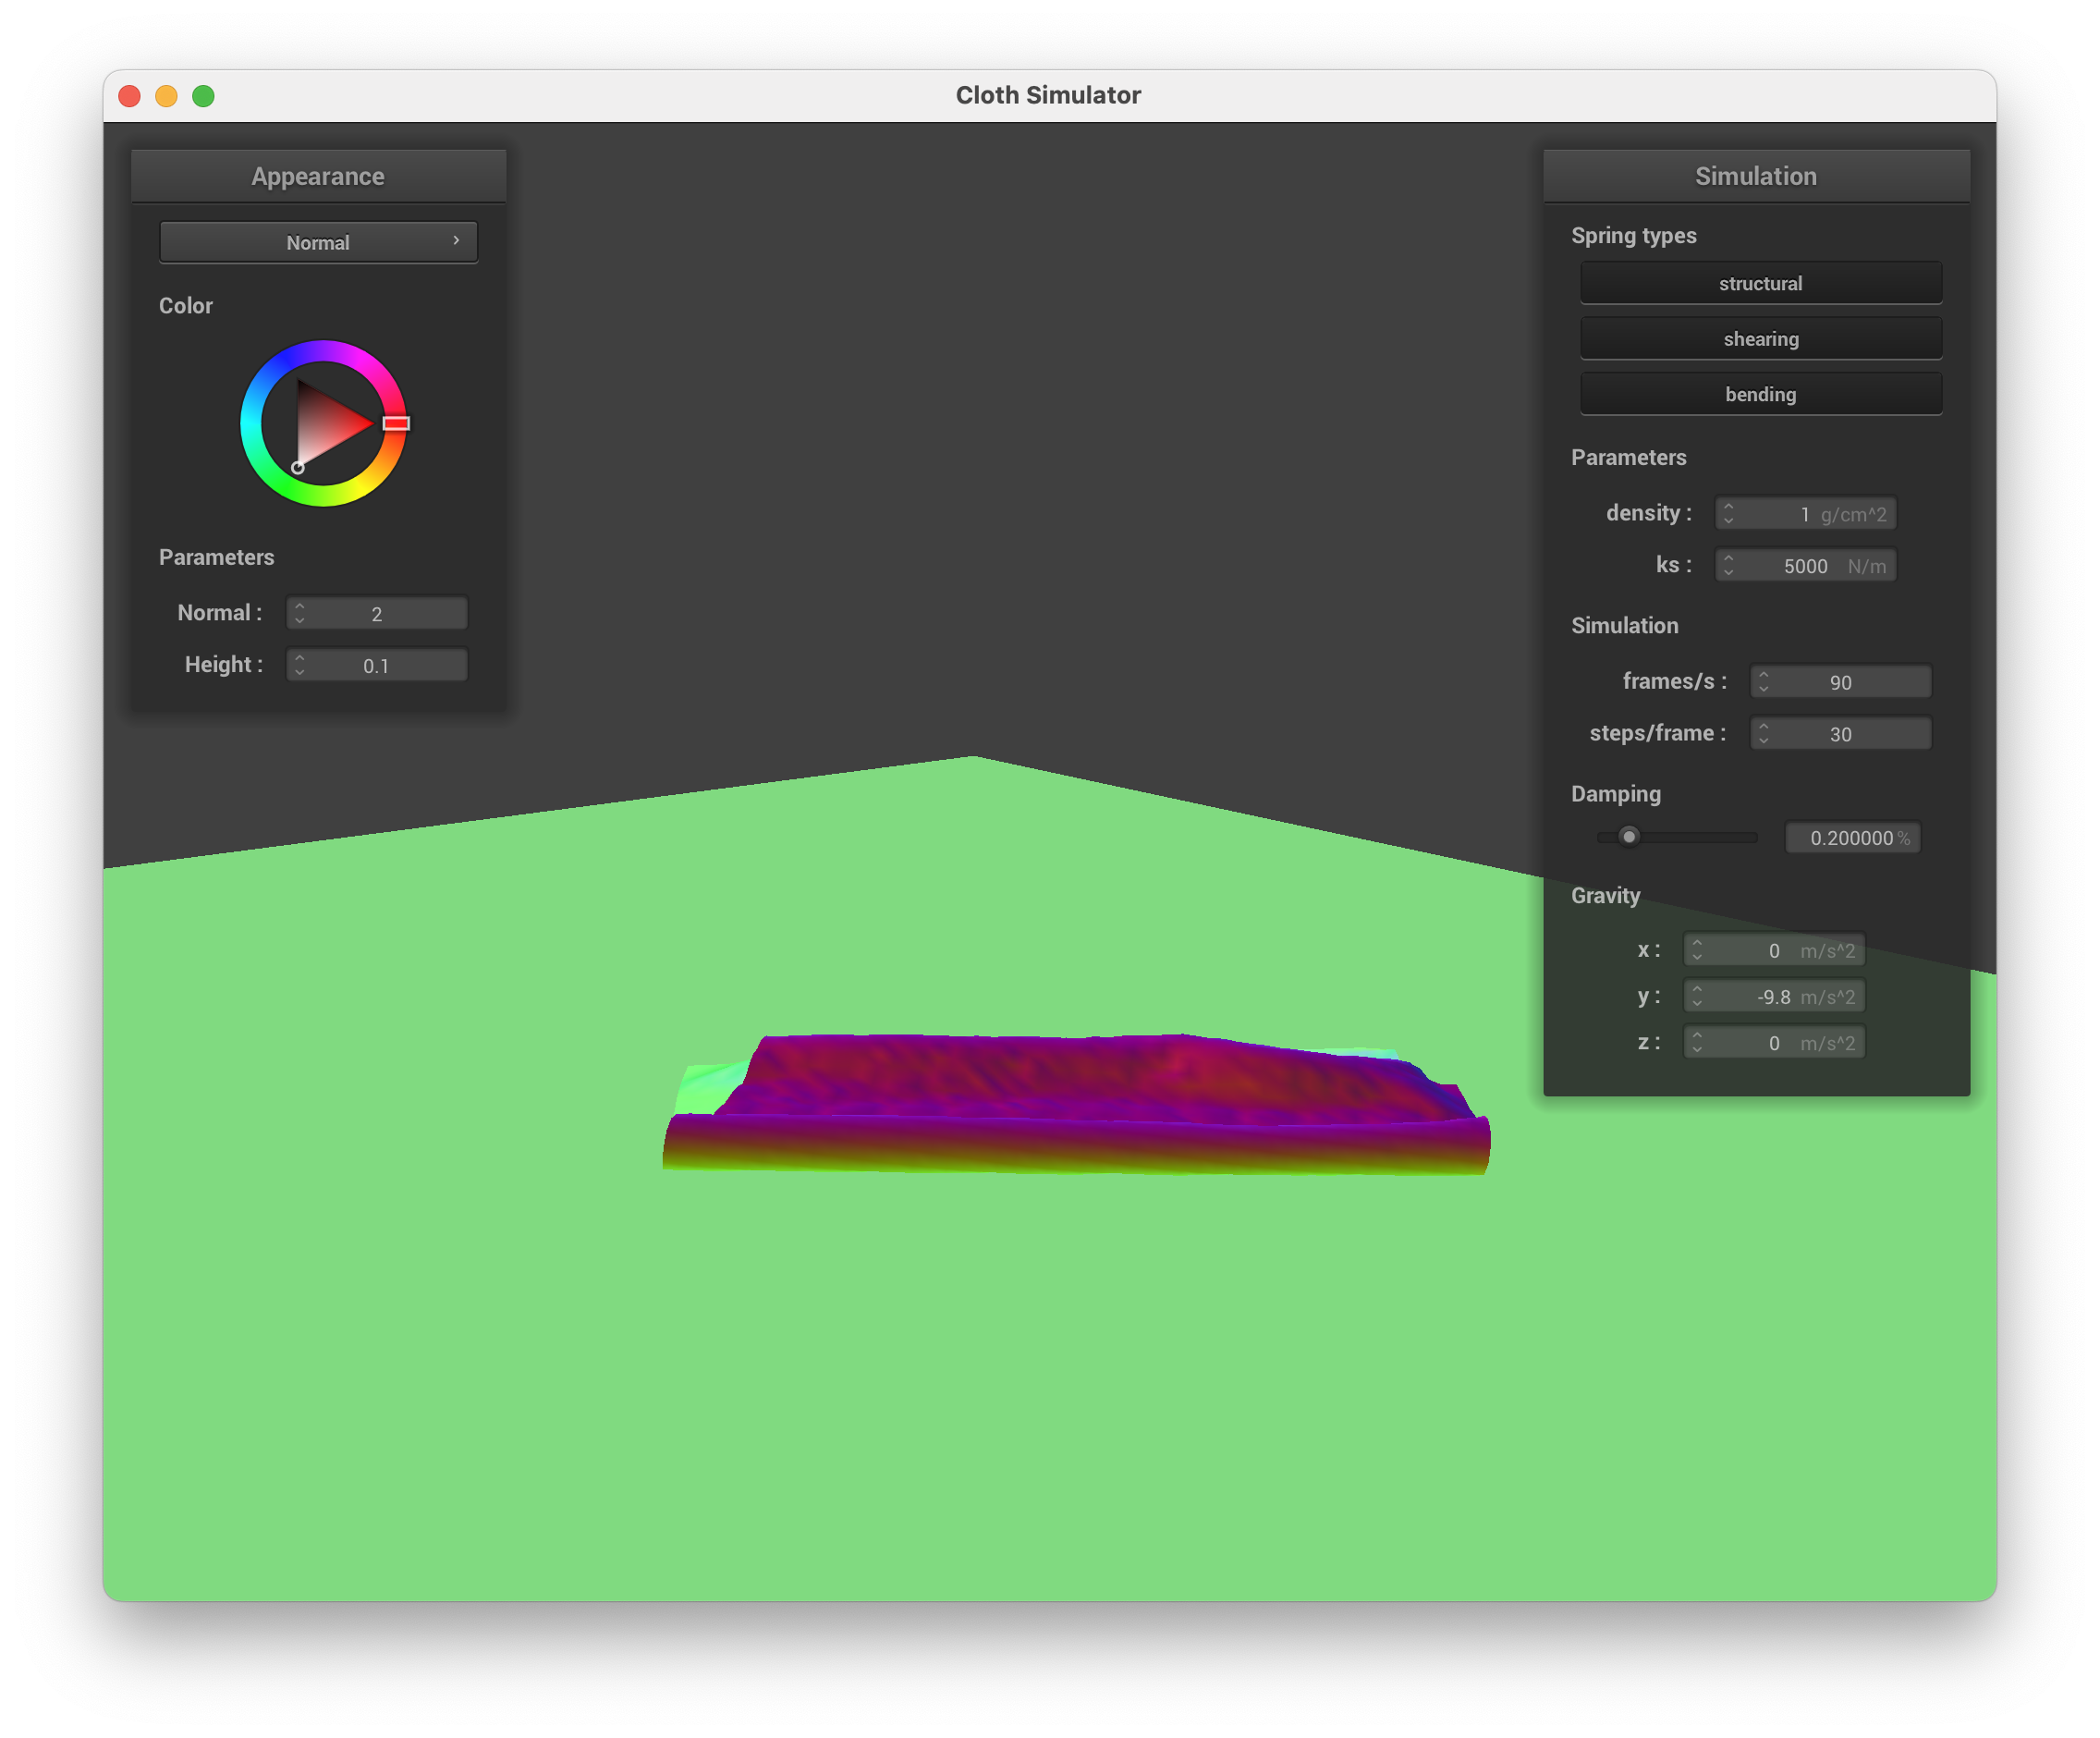 Cloth Simulator
Appearance
Normal
Color
Parameters
Normal : 2
Height : 0.1
Simulation
Spring types
structural
shearing
bending
Parameters
density : 1 g/cm^2
ks : 5000 N/m
Simulation
frames/s : 90
steps/frame : 30
Damping
0.200000 %
Gravity
x : 0 m/s^2
y : -9.8 m/s^2
z : 0 m/s^2